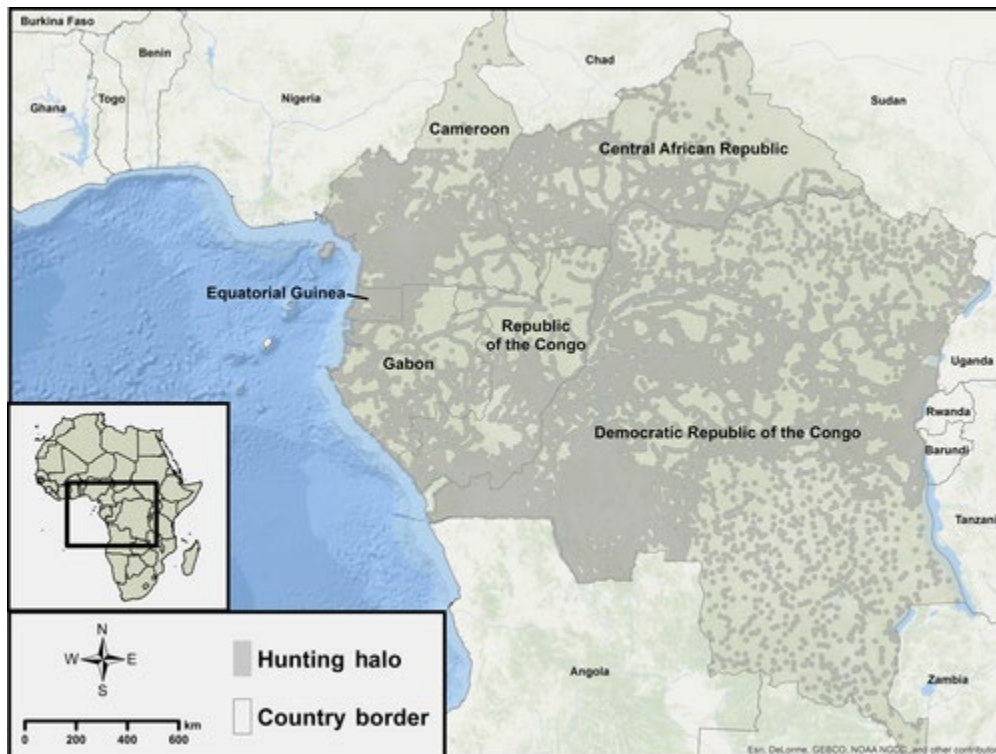 Burkina Faso
Benin
Ghana
Togo
Nigeria
Chad
Sudan
Cameroon
Central African Republic
Equatorial Guinea
Republic
of the Congo
Gabon
Uganda
Rwanda
Barundi
Democratic Republic of the Congo
Tanzani
Angola
Zambia
N
W
E
S
Hunting halo
Country border
0 200 400 600
km
Esri, DeLorme, GEBCO, NOAA NGDC, and other contributo